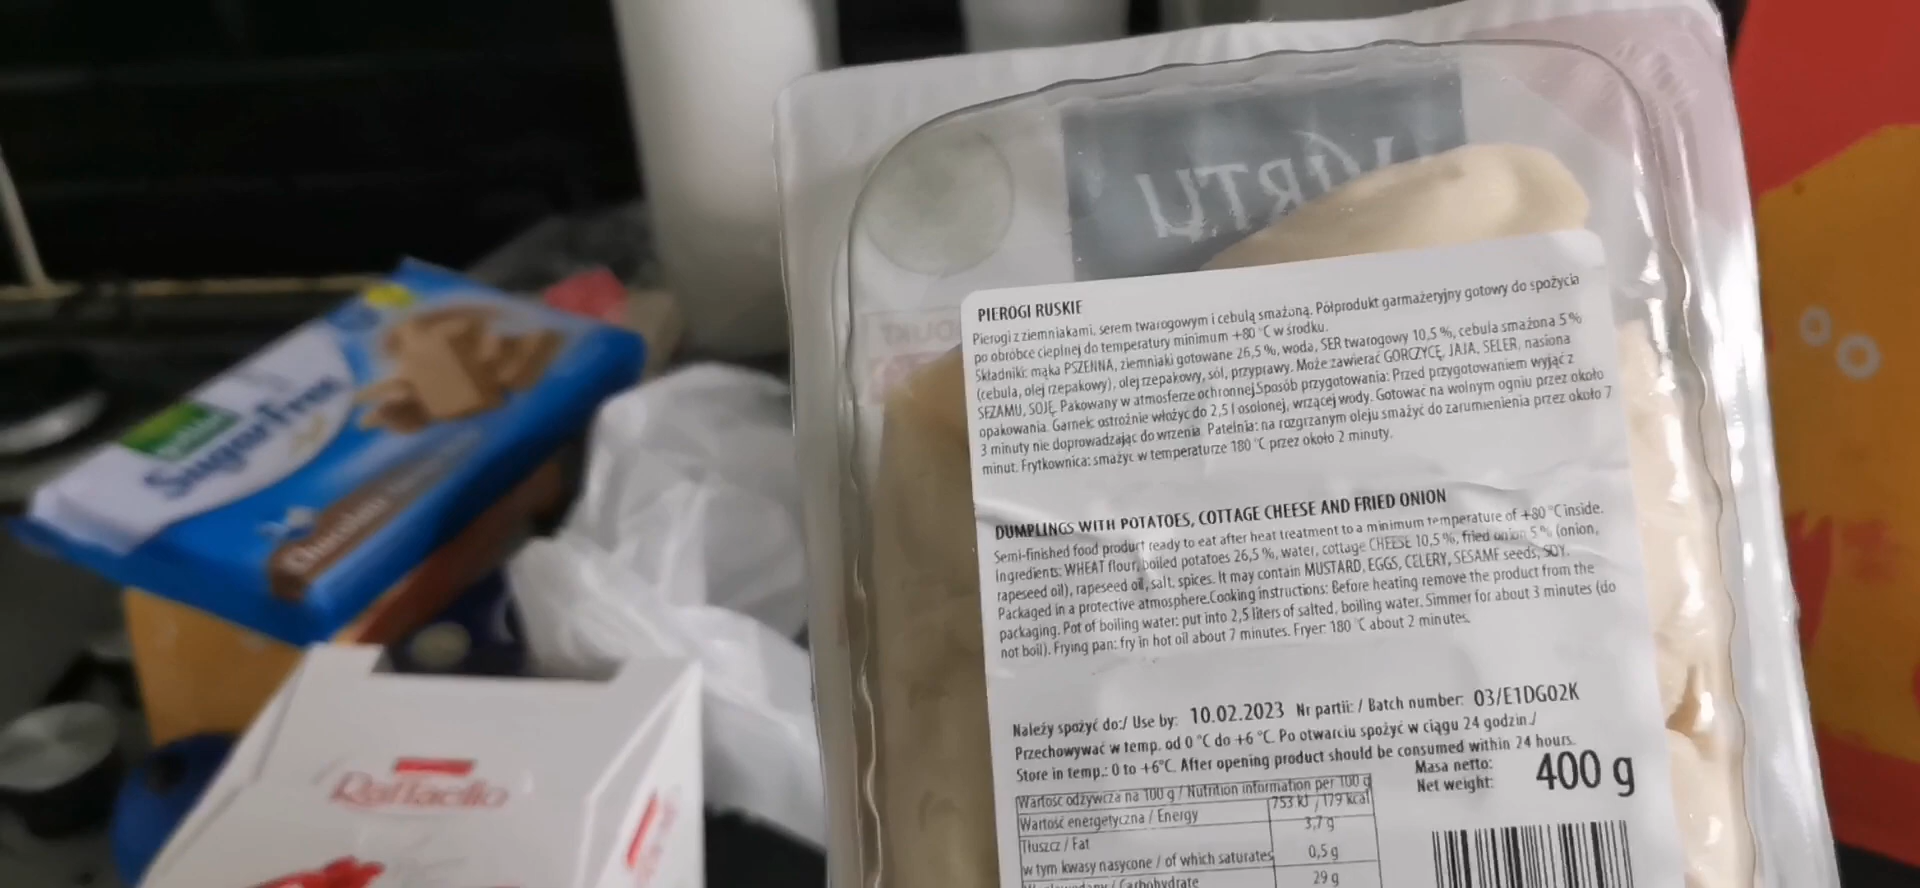 PIEROGI RUSKIE
Pierogi z ziemniakami, serem twarogowym i cebulą smażoną. Półprodukt garmażeryjny gotowy do spożycia
po obróbce cieplnej do temperatury minimum +80 °C w środku.
Składniki: mąka PSZENNA, ziemniaki gotowane 26,5 %, woda, SER twarogowy 10,5 %, cebula smażona 5 %
(cebula, olej rzepakowy), olej rzepakowy, sól, przyprawy. Może zawierać GORCZYCĘ, JAJA, SELER, nasiona
SEZAMU, SOJĘ. Pakowany w atmosferze ochronnej.Sposób przygotowania: Przed przygotowaniem wyjąć z
opakowania. Garnek: ostrożnie włożyć do 2,5 l osolonej, wrzącej wody. Gotować na wolnym ogniu przez około
3 minuty nie doprowadzając do wrzenia. Patelnia: na rozgrzanym oleju smażyć do zarumienienia przez około 7
minut. Frytkownica: smażyć w temperaturze 180 °C przez około 2 minuty.
DUMPLINGS WITH POTATOES, COTTAGE CHEESE AND FRIED ONION
Semi-finished food product ready to eat after heat treatment to a minimum temperature of +80 °C inside.
Ingredients: WHEAT flour, boiled potatoes 26,5 %, water, cottage CHEESE 10,5 %, fried onion 5 % (onion,
rapeseed oil), rapeseed oil, salt, spices. It may contain MUSTARD, EGGS, CELERY, SESAME seeds, SOY.
Packaged in a protective atmosphere.Cooking instructions: Before heating remove the product from the
packaging. Pot of boiling water: put into 2,5 liters of salted, boiling water. Simmer for about 3 minutes (do
not boil). Frying pan: fry in hot oil about 7 minutes. Fryer: 180 °C about 2 minutes.
Należy spożyć do:/ Use by: 10.02.2023 Nr partii: / Batch number: 03/E1DG02K
Przechowywać w temp. od 0 °C do +6 °C. Po otwarciu spożyć w ciągu 24 godzin./
Store in temp.: 0 to +6°C. After opening product should be consumed within 24 hours.
Masa netto:
Net weight: 400 g
Wartość odżywcza na 100 g / Nutrition information per 100 g
Wartość energetyczna / Energy 753 kJ / 179 kcal
Tłuszcz / Fat 3,7 g
w tym kwasy nasycone / of which saturates 0,5 g
Węglowodany / Carbohydrate 29 g
Sugar Free
Raffaello